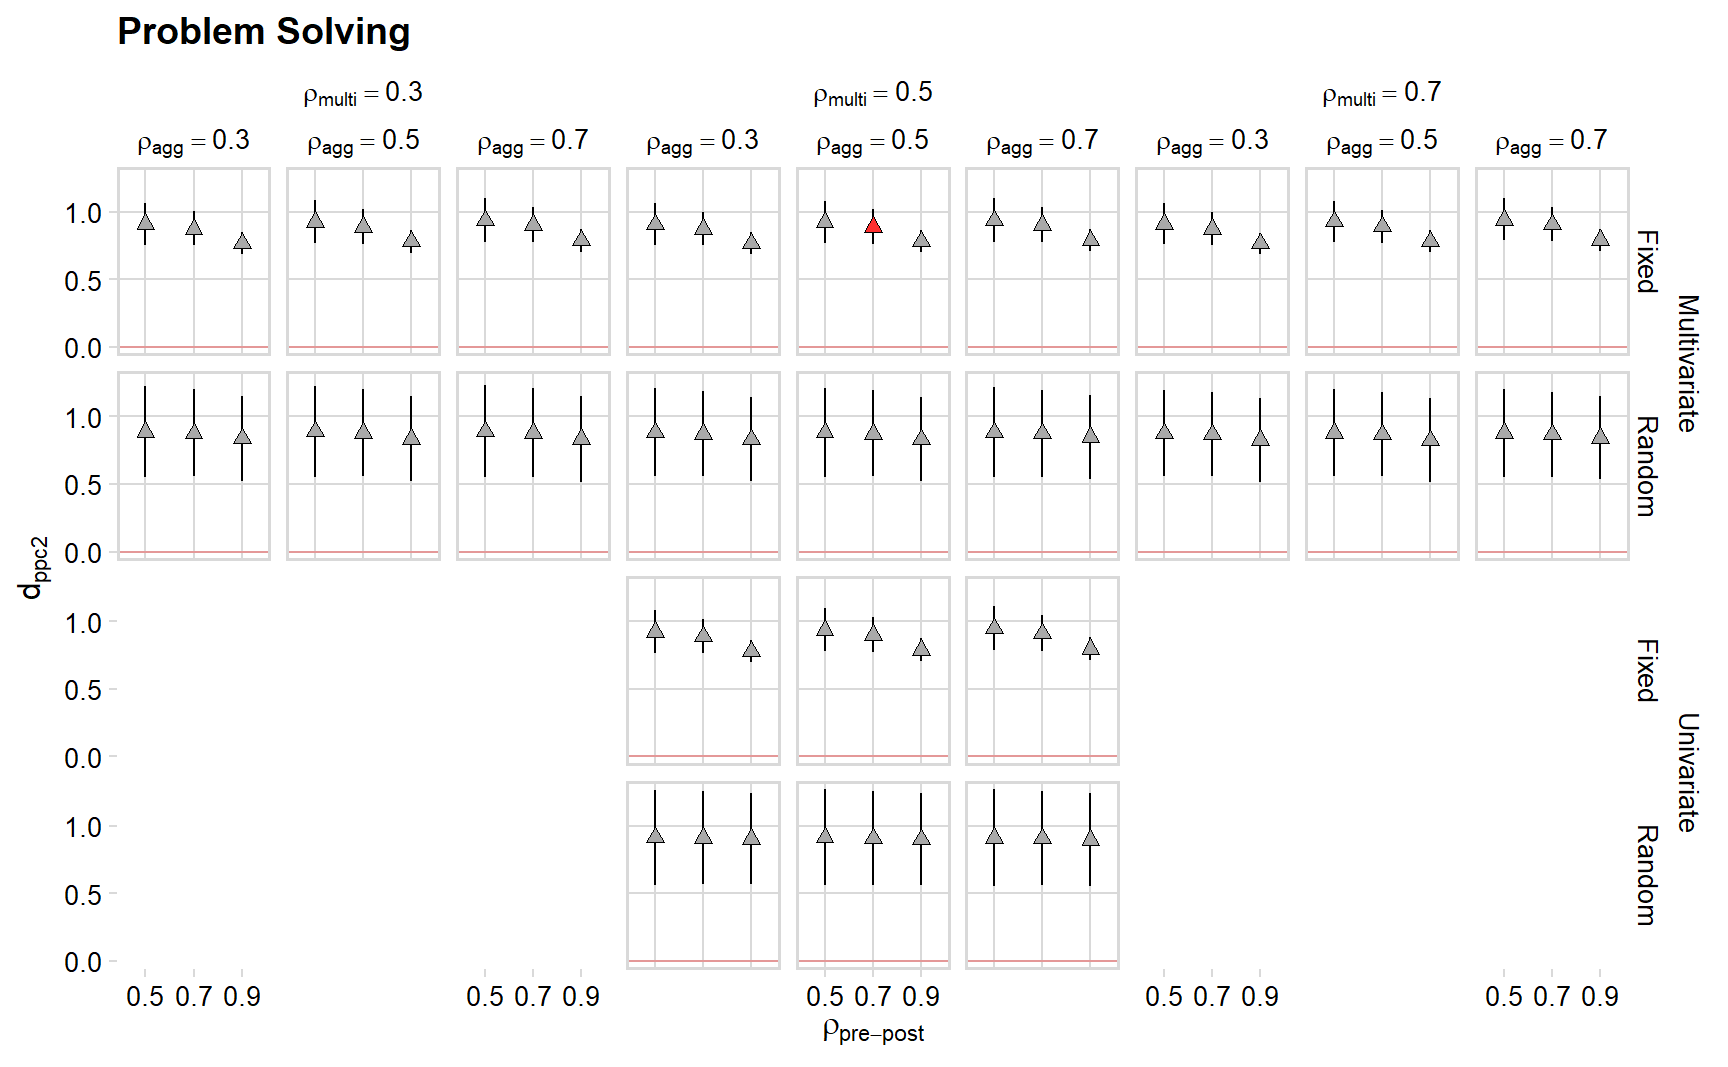 Problem Solving
ρmulti = 0.3 ρmulti = 0.5 ρmulti = 0.7
ρagg = 0.3 ρagg = 0.5 ρagg = 0.7 ρagg = 0.3 ρagg = 0.5 ρagg = 0.7 ρagg = 0.3 ρagg = 0.5 ρagg = 0.7
1.0
0.5
0.0
Fixed
1.0
0.5
0.0
Random
Multivariate
1.0
0.5
0.0
Fixed
1.0
0.5
0.0
Random
Univariate
dppc2
0.5 0.7 0.9 0.5 0.7 0.9 0.5 0.7 0.9 0.5 0.7 0.9 0.5 0.7 0.9
ρpre−post